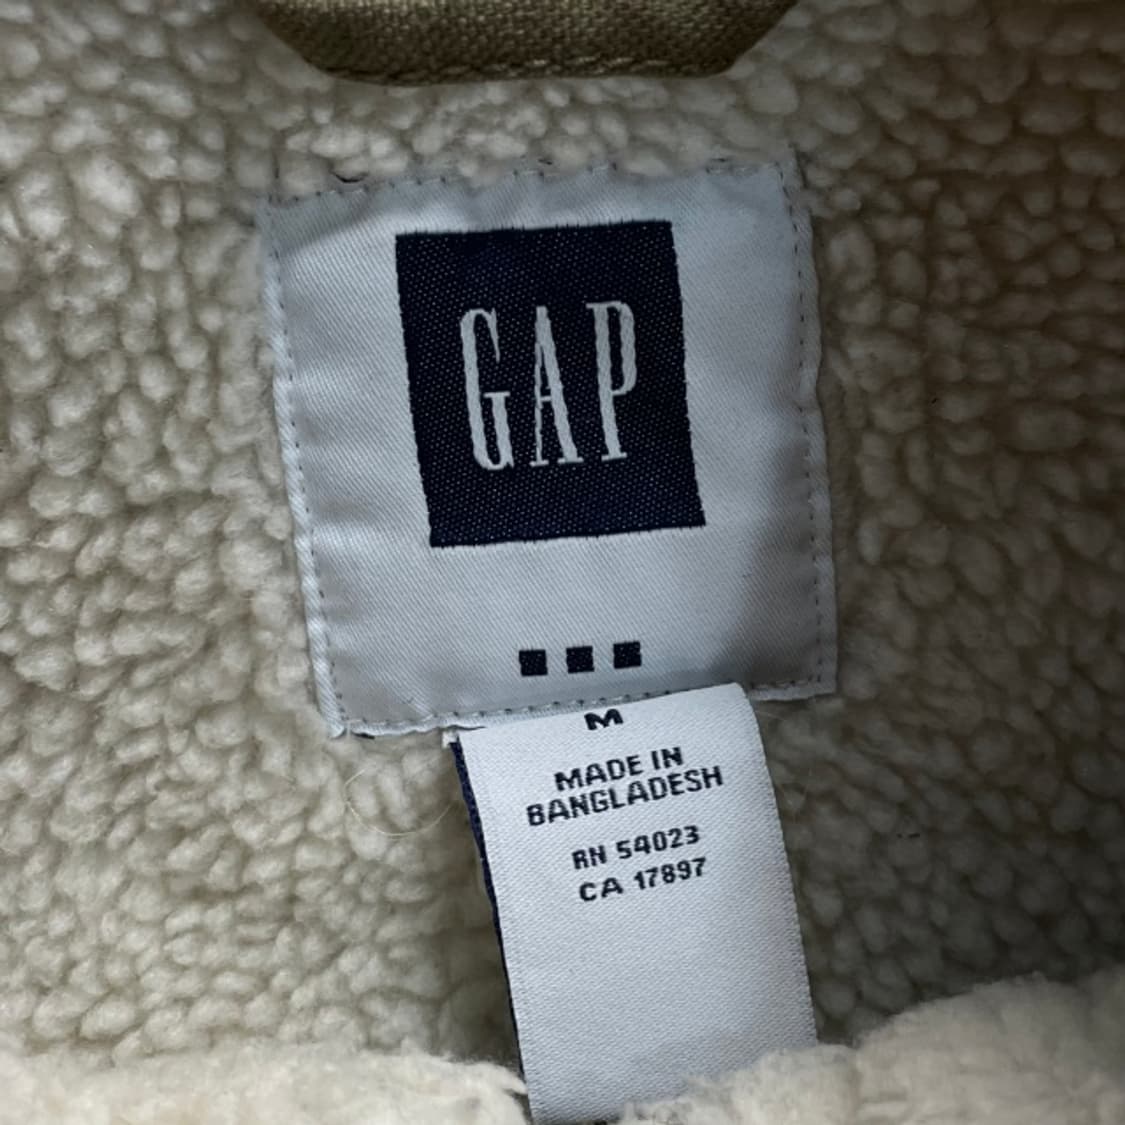 GAP
M
MADE IN
BANGLADESH
RN 54023
CA 17897